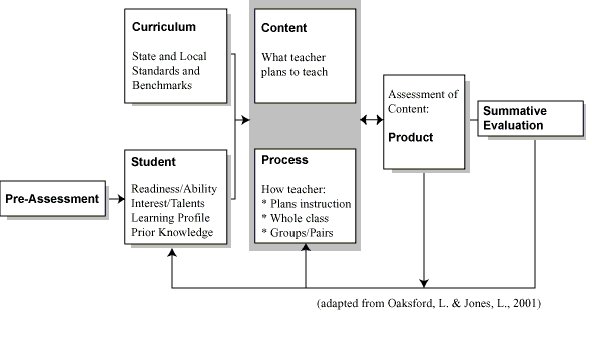 Curriculum
State and Local
Standards and
Benchmarks
Content
What teacher
plans to teach
Assessment of
Content:
Product
Summative
Evaluation
Pre-Assessment
Student
Readiness/Ability
Interest/Talents
Learning Profile
Prior Knowledge
Process
How teacher:
* Plans instruction
* Whole class
* Groups/Pairs
(adapted from Oaksford, L. & Jones, L., 2001)